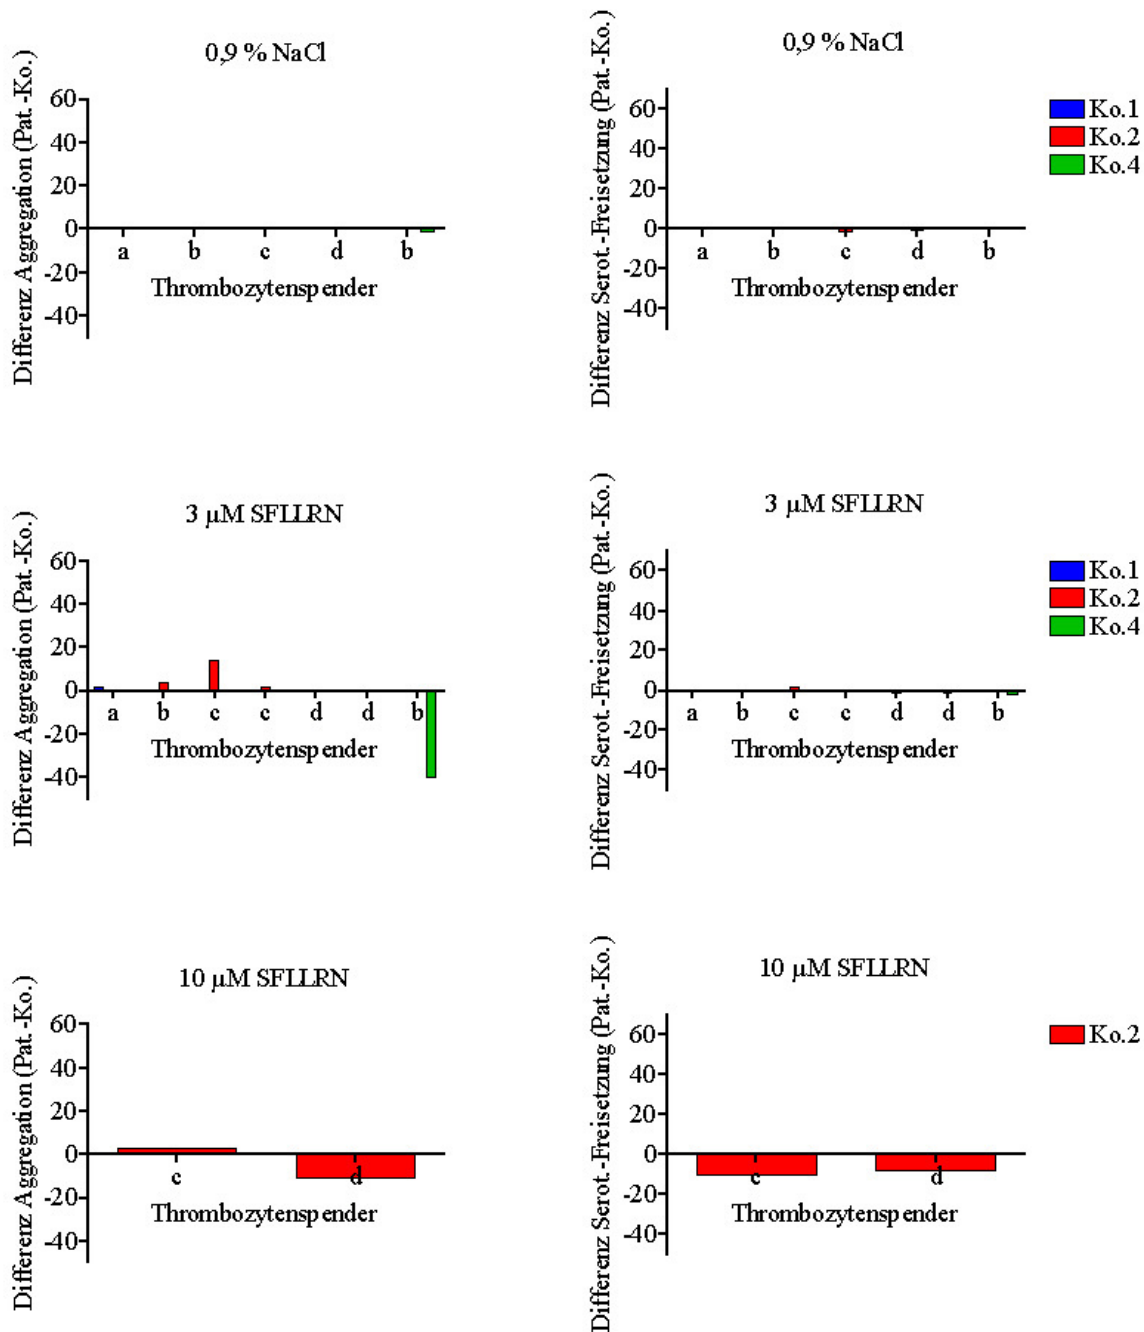 0,9 % NaCl
Differenz Aggregation (Pat.-Ko.)
60
40
20
0
-20
-40
a b c d b
Thrombozytenspender
0,9 % NaCl
Differenz Serot.-Freisetzung (Pat.-Ko.)
60
40
20
0
-20
-40
a b c d b
Thrombozytenspender
Ko.1
Ko.2
Ko.4
3 µM SFLLRN
Differenz Aggregation (Pat.-Ko.)
60
40
20
0
-20
-40
a b c c d d b
Thrombozytenspender
3 µM SFLLRN
Differenz Serot.-Freisetzung (Pat.-Ko.)
60
40
20
0
-20
-40
a b c c d d b
Thrombozytenspender
Ko.1
Ko.2
Ko.4
10 µM SFLLRN
Differenz Aggregation (Pat.-Ko.)
60
40
20
0
-20
-40
c d
Thrombozytenspender
10 µM SFLLRN
Differenz Serot.-Freisetzung (Pat.-Ko.)
60
40
20
0
-20
-40
c d
Thrombozytenspender
Ko.2